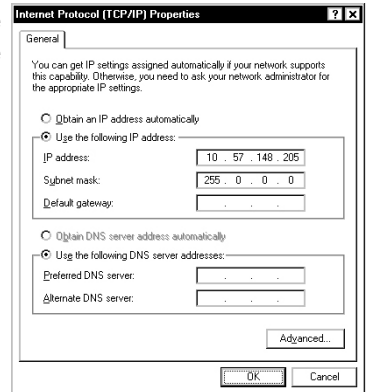 Internet Protocol (TCP/IP) Properties ? ×
General
You can get IP settings assigned automatically if your network supports
this capability. Otherwise, you need to ask your network administrator for
the appropriate IP settings.
Obtain an IP address automatically
Use the following IP address:
IP address: 10 . 57 . 148 . 205
Subnet mask: 255 . 0 . 0 . 0
Default gateway: . . .
Obtain DNS server address automatically
Use the following DNS server addresses:
Preferred DNS server: . . .
Alternate DNS server: . . .
Advanced...
OK Cancel